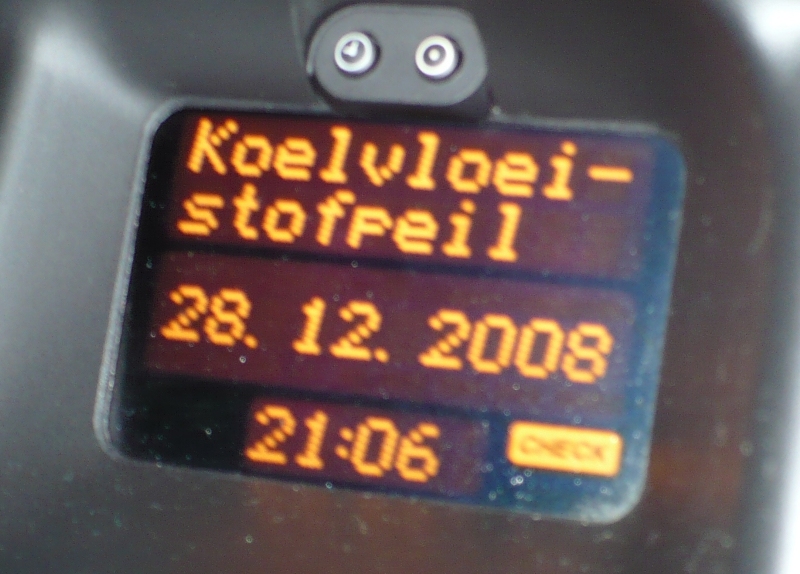 Koelvloei-
stofpeil
28. 12. 2008
21:06 CHECK